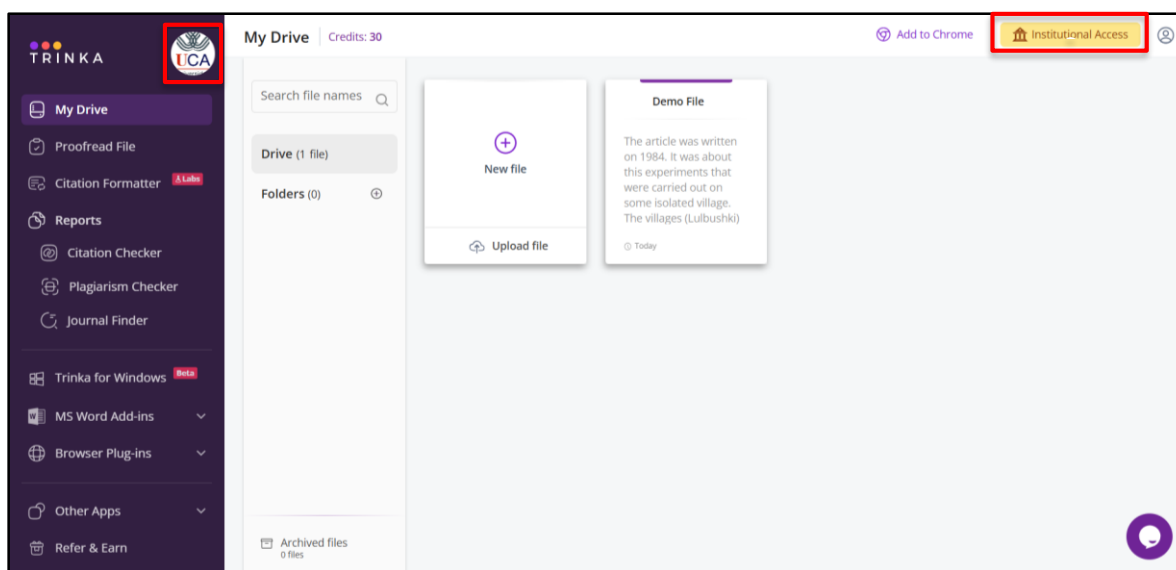 TRINKA
UCA
My Drive
Proofread File
Citation Formatter Labs
Reports
Citation Checker
Plagiarism Checker
Journal Finder
Trinka for Windows Beta
MS Word Add-ins
Browser Plug-ins
Other Apps
Refer & Earn
My Drive Credits: 30
Add to Chrome
Institutional Access
Search file names
Drive (1 file)
Folders (0)
Archived files
0 files
New file
Upload file
Demo File
The article was written
on 1984. It was about
this experiments that
were carried out on
some isolated village.
The villages (Lulbushki)
Today